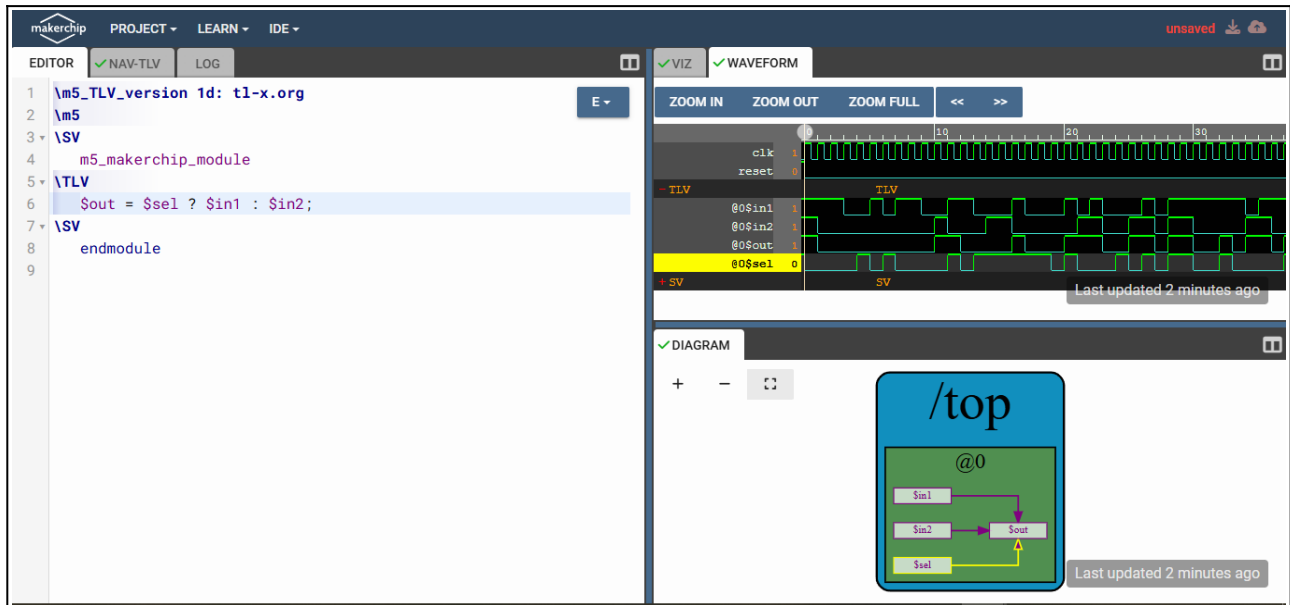 makerchip PROJECT LEARN IDE unsaved
EDITOR NAV-TLV LOG
1 \m5_TLV_version 1d: tl-x.org
2 \m5
3 \SV
4 m5_makerchip_module
5 \TLV
6 $out = $sel ? $in1 : $in2;
7 \SV
8 endmodule
9
E
VIZ WAVEFORM
ZOOM IN ZOOM OUT ZOOM FULL << >>
0 10 20 30
clk 1
reset 0
- TLV TLV
@0$in1 1
@0$in2 1
@0$out 1
@0$sel 0
+ SV SV
Last updated 2 minutes ago
DIAGRAM
+ −
/top
@0
$in1
$in2 $out
$sel
Last updated 2 minutes ago